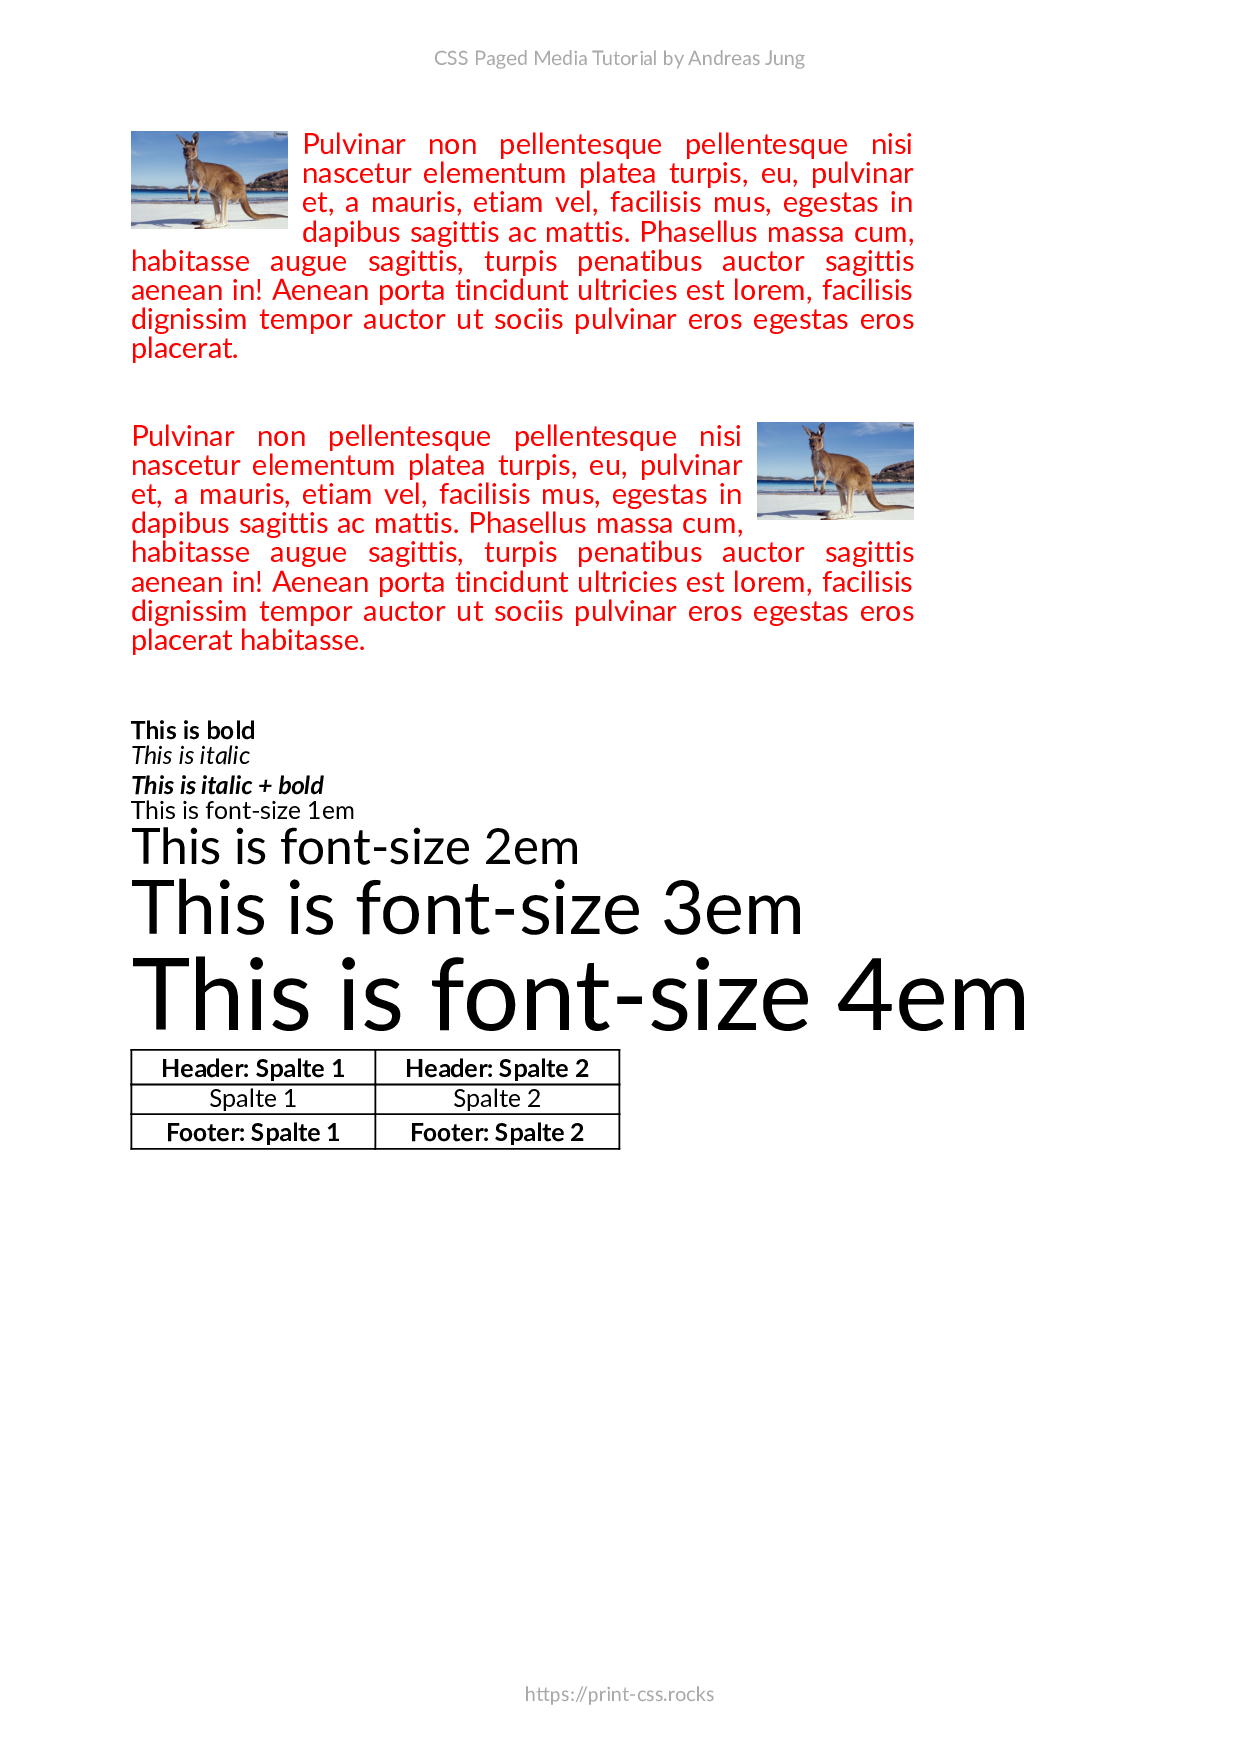 CSS Paged Media Tutorial by Andreas Jung
Pulvinar non pellentesque pellentesque nisi
nascetur elementum platea turpis, eu, pulvinar
et, a mauris, etiam vel, facilisis mus, egestas in
dapibus sagittis ac mattis. Phasellus massa cum,
habitasse augue sagittis, turpis penatibus auctor sagittis
aenean in! Aenean porta tincidunt ultricies est lorem, facilisis
dignissim tempor auctor ut sociis pulvinar eros egestas eros
placerat.
Pulvinar non pellentesque pellentesque nisi
nascetur elementum platea turpis, eu, pulvinar
et, a mauris, etiam vel, facilisis mus, egestas in
dapibus sagittis ac mattis. Phasellus massa cum,
habitasse augue sagittis, turpis penatibus auctor sagittis
aenean in! Aenean porta tincidunt ultricies est lorem, facilisis
dignissim tempor auctor ut sociis pulvinar eros egestas eros
placerat habitasse.
This is bold
This is italic
This is italic + bold
This is font-size 1em
This is font-size 2em
This is font-size 3em
This is font-size 4em
Header: Spalte 1 Header: Spalte 2
Spalte 1 Spalte 2
Footer: Spalte 1 Footer: Spalte 2
https://print-css.rocks